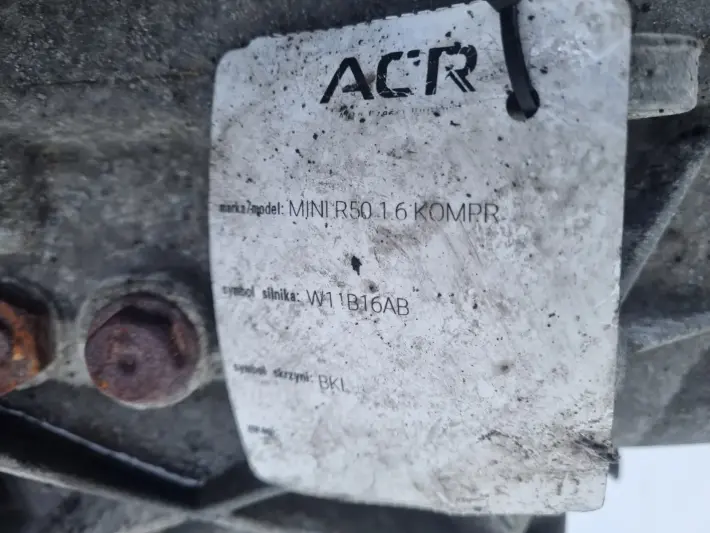 ACR
marka/model: MINI R50 1.6 KOMPR.
symbol silnika: W11B16AB
symbol skrzyni: BKL